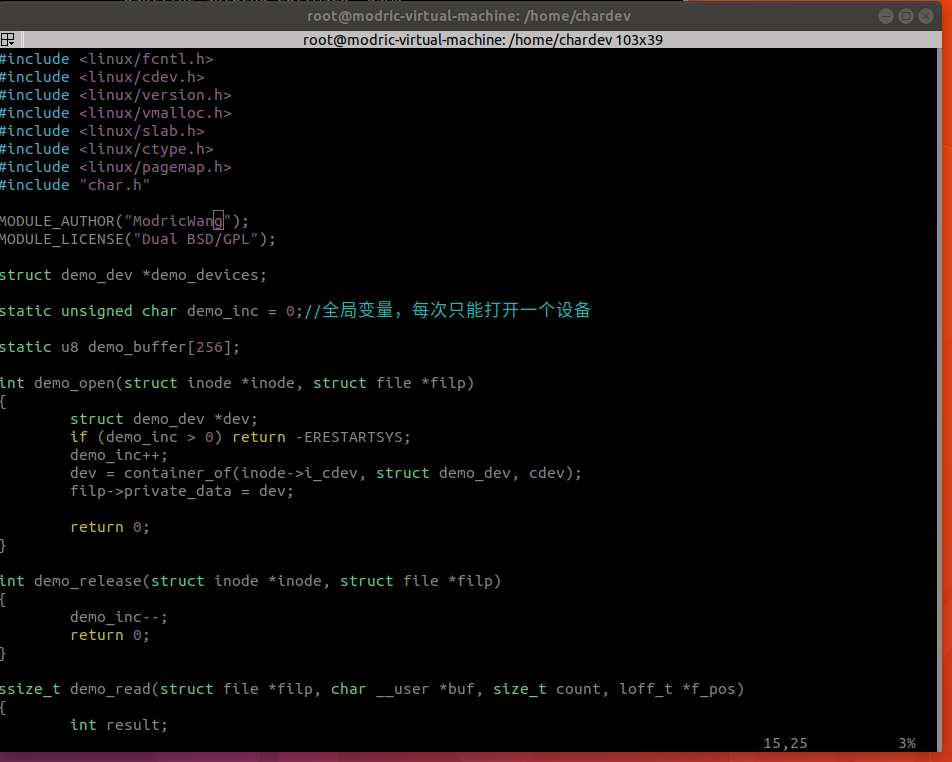 root@modric-virtual-machine: /home/chardev
root@modric-virtual-machine: /home/chardev 103x39
#include <linux/fcntl.h>
#include <linux/cdev.h>
#include <linux/version.h>
#include <linux/vmalloc.h>
#include <linux/slab.h>
#include <linux/ctype.h>
#include <linux/pagemap.h>
#include "char.h"
MODULE_AUTHOR("ModricWang");
MODULE_LICENSE("Dual BSD/GPL");
struct demo_dev *demo_devices;
static unsigned char demo_inc = 0;//全局变量，每次只能打开一个设备
static u8 demo_buffer[256];
int demo_open(struct inode *inode, struct file *filp)
{
struct demo_dev *dev;
if (demo_inc > 0) return -ERESTARTSYS;
demo_inc++;
dev = container_of(inode->i_cdev, struct demo_dev, cdev);
filp->private_data = dev;
return 0;
}
int demo_release(struct inode *inode, struct file *filp)
{
demo_inc--;
return 0;
}
ssize_t demo_read(struct file *filp, char __user *buf, size_t count, loff_t *f_pos)
{
int result;
15,25 3%